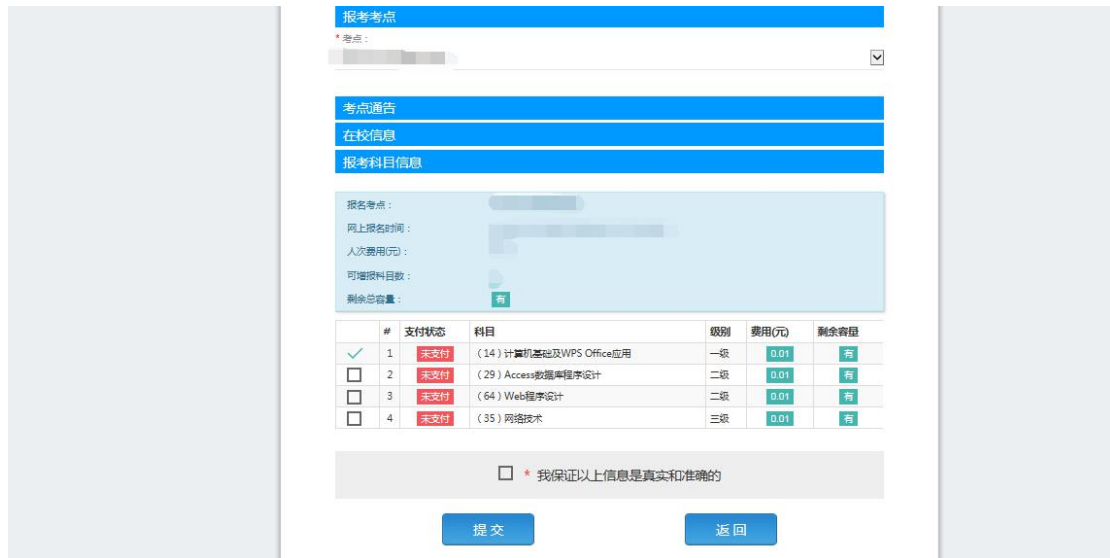 报考考点
* 考点：
考点通告
在校信息
报考科目信息
报名考点：
网上报名时间：
人次费用(元)：
可增报科目数：
剩余总容量： 有
# 支付状态 科目 级别 费用(元) 剩余容量
1 未支付 （14）计算机基础及WPS Office应用 一级 0.01 有
2 未支付 （29）Access数据库程序设计 二级 0.01 有
3 未支付 （64）Web程序设计 二级 0.01 有
4 未支付 （35）网络技术 三级 0.01 有
* 我保证以上信息是真实和准确的
提交 返回